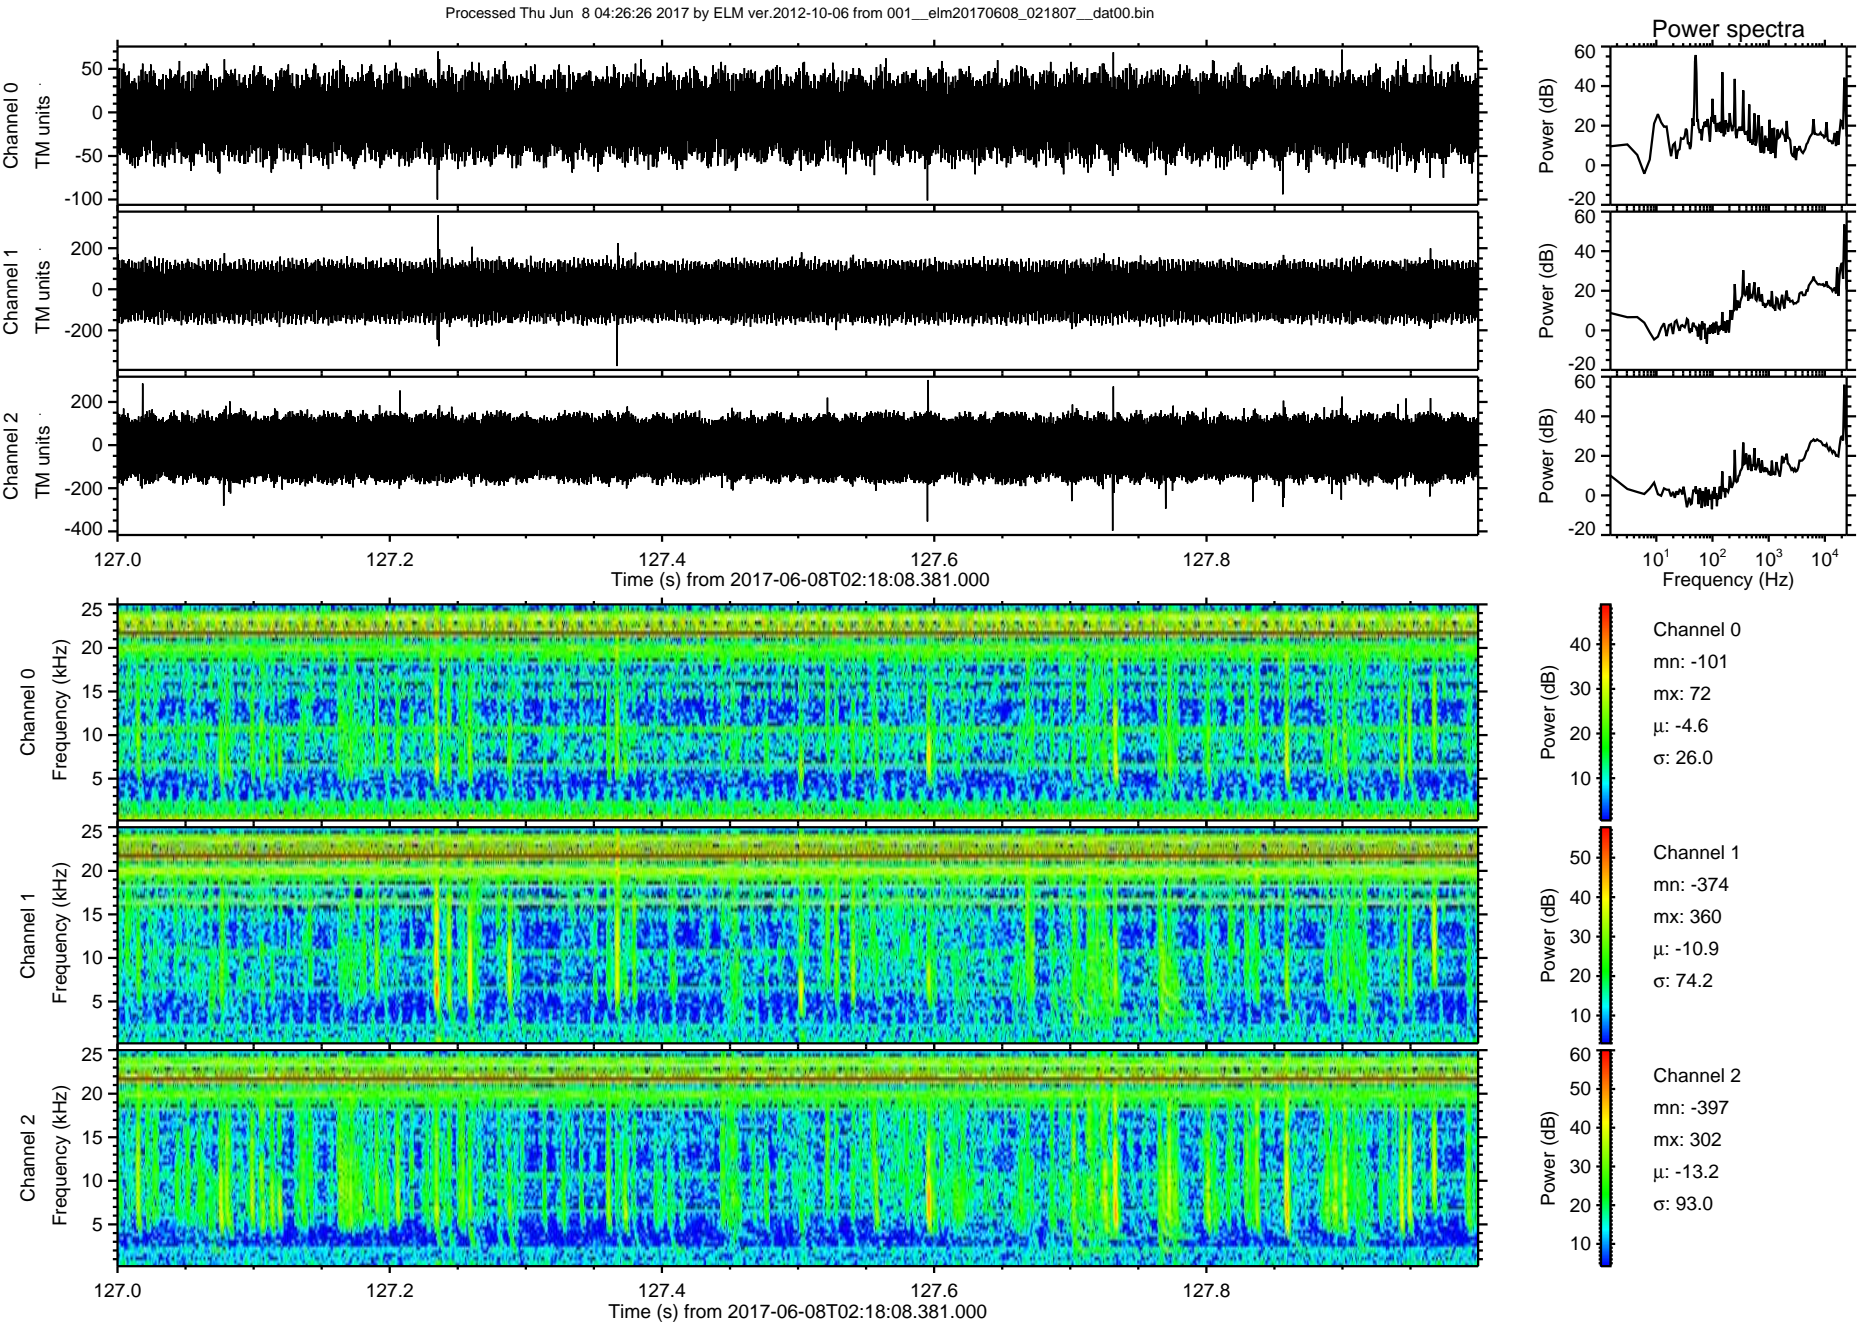 Processed Thu Jun  8 04:26:26 2017 by ELM ver.2012-10-06 from 001__elm20170608_021807__dat00.bin
Power spectra
Channel 0
TM units
50
0
-50
-100
Power (dB)
60
40
20
0
-20
Channel 1
TM units
200
0
-200
Power (dB)
60
40
20
0
-20
Channel 2
TM units
200
0
-200
-400
Power (dB)
60
40
20
0
-20
127.0 127.2 127.4 127.6 127.8
Time (s) from 2017-06-08T02:18:08.381.000
10^1 10^2 10^3 10^4
Frequency (Hz)
Channel 0
Frequency (kHz)
25
20
15
10
5
Power (dB)
40
30
20
10
Channel 0
mn: -101
mx: 72
μ: -4.6
σ: 26.0
Channel 1
Frequency (kHz)
25
20
15
10
5
Power (dB)
50
40
30
20
10
Channel 1
mn: -374
mx: 360
μ: -10.9
σ: 74.2
Channel 2
Frequency (kHz)
25
20
15
10
5
Power (dB)
60
50
40
30
20
10
Channel 2
mn: -397
mx: 302
μ: -13.2
σ: 93.0
127.0 127.2 127.4 127.6 127.8
Time (s) from 2017-06-08T02:18:08.381.000